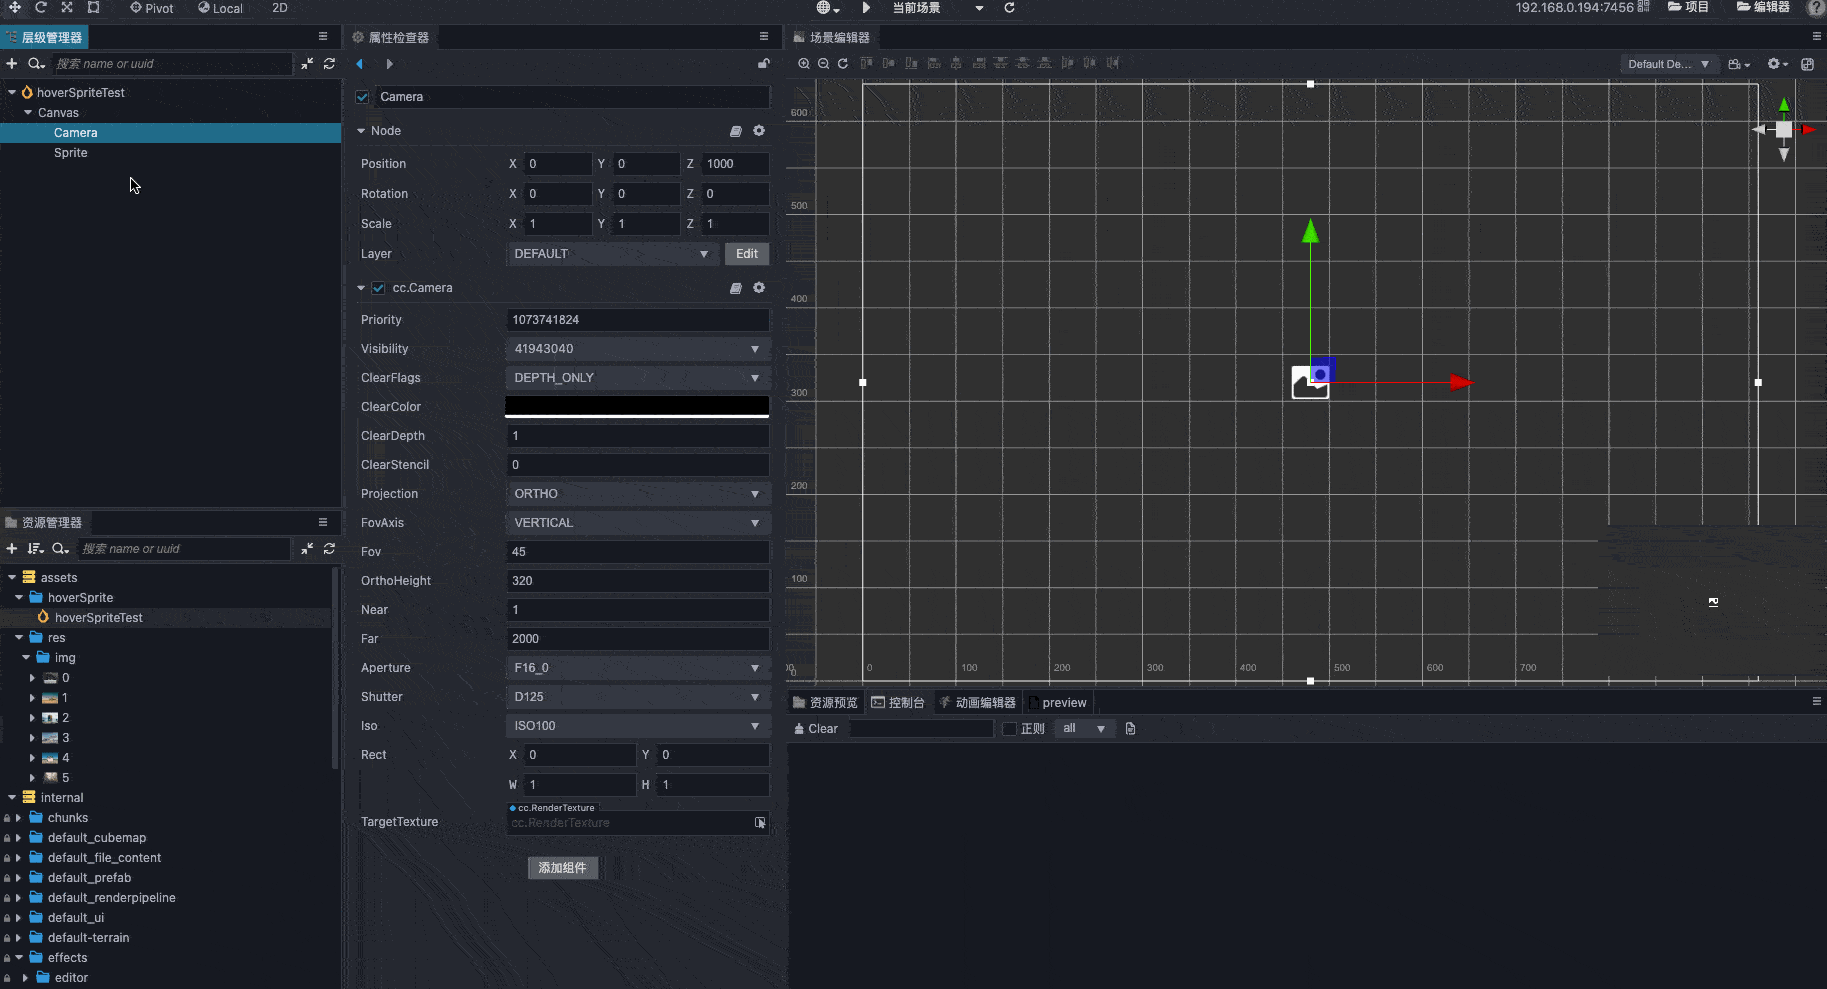 Pivot Local 2D
当前场景
192.168.0.194:7456 项目 编辑器 ?
层级管理器
搜索 name or uuid
hoverSpriteTest
Canvas
Camera
Sprite
资源管理器
搜索 name or uuid
assets
hoverSprite
hoverSpriteTest
res
img
0
1
2
3
4
5
internal
chunks
default_cubemap
default_file_content
default_prefab
default_renderpipeline
default_ui
default-terrain
effects
editor
属性检查器
Camera
Node
Position X 0 Y 0 Z 1000
Rotation X 0 Y 0 Z 0
Scale X 1 Y 1 Z 1
Layer DEFAULT Edit
cc.Camera
Priority 1073741824
Visibility 41943040
ClearFlags DEPTH_ONLY
ClearColor
ClearDepth 1
ClearStencil 0
Projection ORTHO
FovAxis VERTICAL
Fov 45
OrthoHeight 320
Near 1
Far 2000
Aperture F16_0
Shutter D125
Iso ISO100
Rect X 0 Y 0
W 1 H 1
cc.RenderTexture
TargetTexture cc.RenderTexture
添加组件
场景编辑器
Default De...
600
500
400
300
200
100
0
00 0 100 200 300 400 500 600 700
资源预览 控制台 动画编辑器 preview
Clear 正则 all